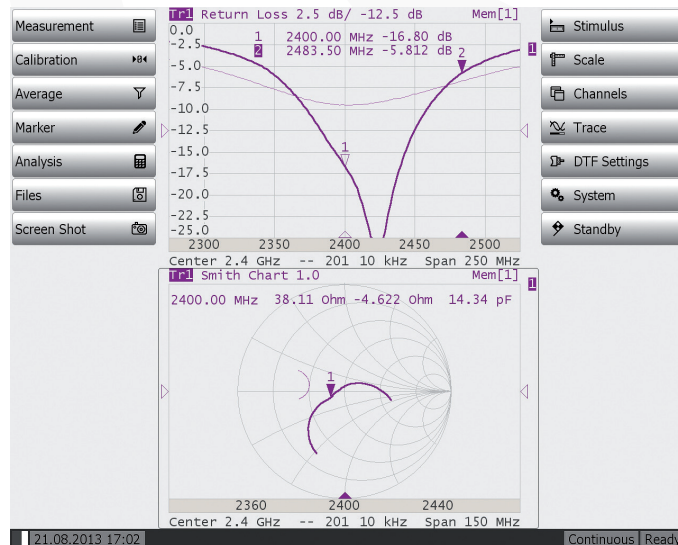 Measurement
Calibration
Average
Marker
Analysis
Files
Screen Shot
Tr1 Return Loss 2.5 dB/ -12.5 dB Mem[1]
1 2400.00 MHz -16.80 dB
2 2483.50 MHz -5.812 dB
2
1
1
0.0
-2.5
-5.0
-7.5
-10.0
-12.5
-15.0
-17.5
-20.0
-22.5
-25.0
2300 2350 2400 2450 2500
Center 2.4 GHz -- 201 10 kHz Span 250 MHz
Tr1 Smith Chart 1.0 Mem[1]
1
2400.00 MHz 38.11 Ohm -4.622 Ohm 14.34 pF
1
2360 2400 2440
Center 2.4 GHz -- 201 10 kHz Span 150 MHz
Stimulus
Scale
Channels
Trace
DTF Settings
System
Standby
21.08.2013 17:02
Continuous Ready